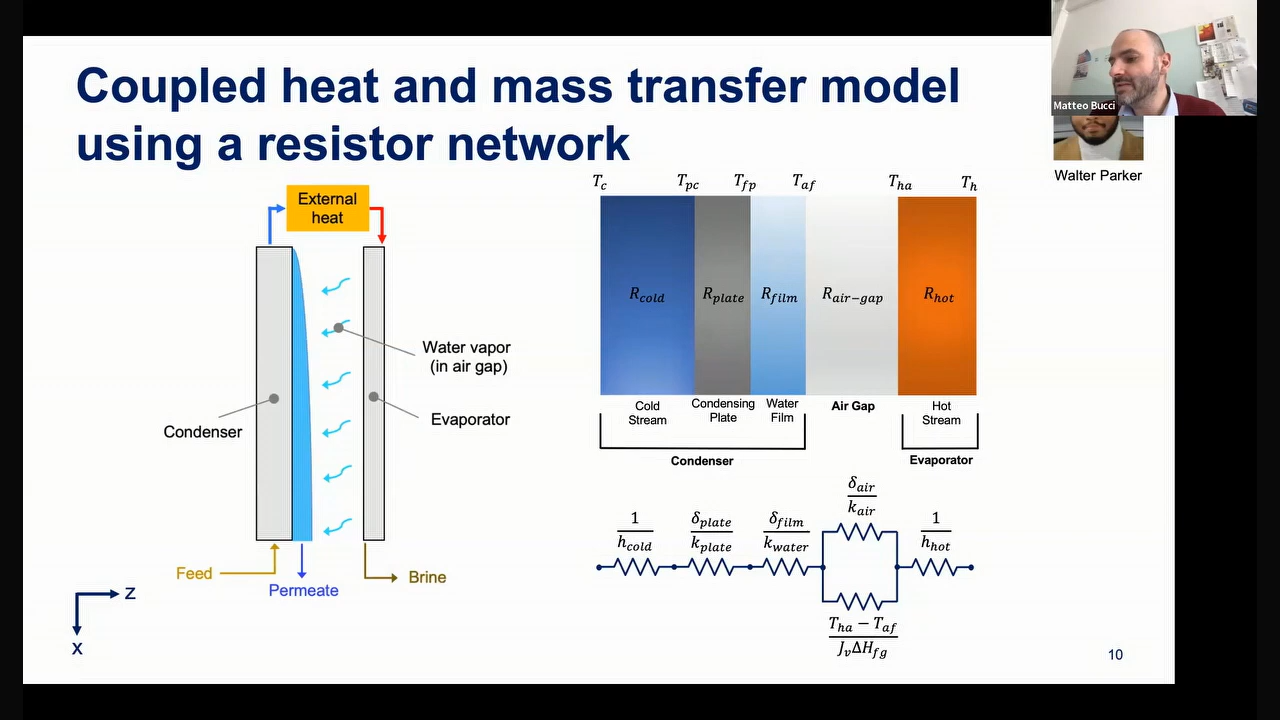 Coupled heat and mass transfer model
using a resistor network
Matteo Bucci
Walter Parker
External
heat
Water vapor
(in air gap)
Evaporator
Condenser
Feed
Permeate
Brine
Z
X
T_c T_pc T_fp T_af T_ha T_h
R_cold R_plate R_film R_air-gap R_hot
Cold
Stream
Condensing
Plate
Water
Film
Air Gap
Hot
Stream
Condenser
Evaporator
1/h_cold
δ_plate/k_plate
δ_film/k_water
δ_air/k_air
1/h_hot
T_ha − T_af
J_vΔH_fg
10